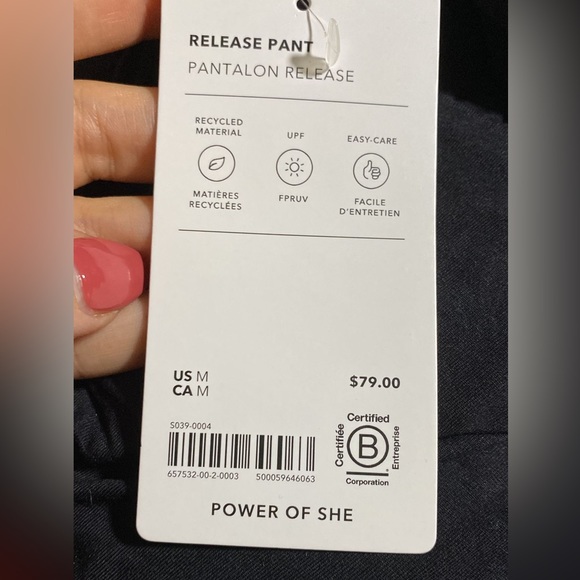 RELEASE PANT
PANTALON RELEASE
RECYCLED
MATERIAL
MATIÈRES
RECYCLÉES
UPF
FPRUV
EASY-CARE
FACILE
D'ENTRETIEN
US M
CA M
$79.00
S039-0004
657532-00-2-0003 S00059646063
Certified
Certifiée
B
Entreprise
Corporation
POWER OF SHE